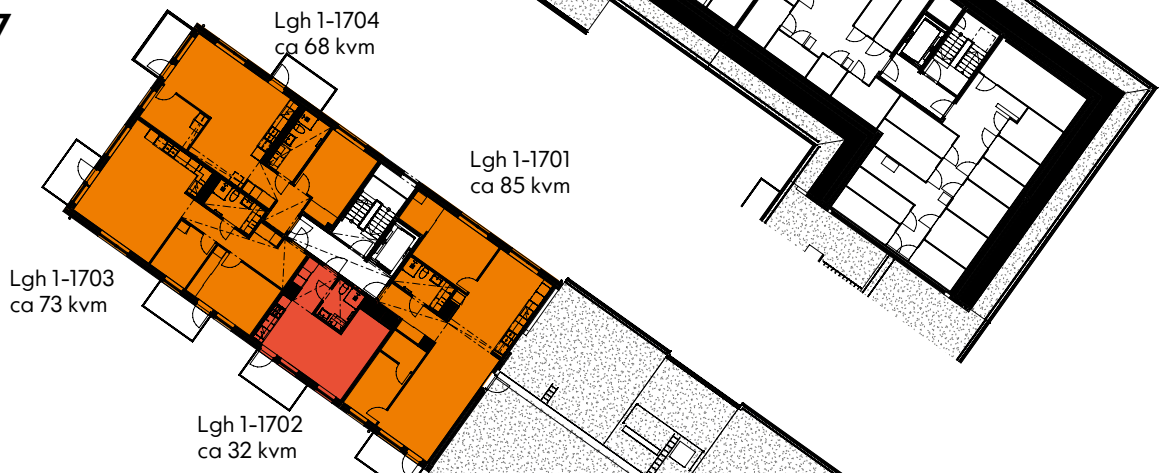 7
Lgh 1-1704
ca 68 kvm
Lgh 1-1701
ca 85 kvm
Lgh 1-1703
ca 73 kvm
Lgh 1-1702
ca 32 kvm